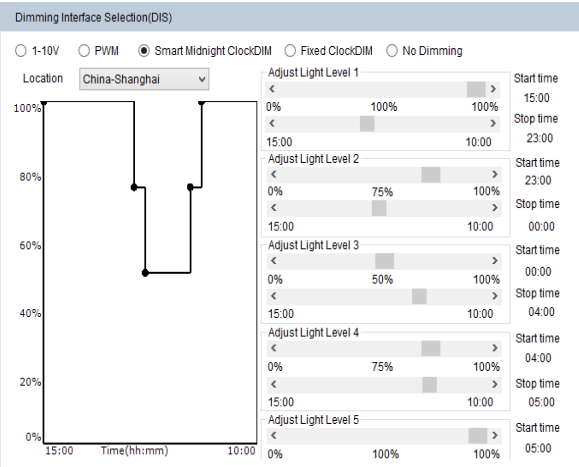 Dimming Interface Selection(DIS)
1-10V PWM Smart Midnight ClockDIM Fixed ClockDIM No Dimming
Location China-Shanghai
100%
80%
60%
40%
20%
0%
15:00 Time(hh:mm) 10:00
Adjust Light Level 1
0% 100% 100%
15:00 10:00
Start time
15:00
Stop time
23:00
Adjust Light Level 2
0% 75% 100%
15:00 10:00
Start time
23:00
Stop time
00:00
Adjust Light Level 3
0% 50% 100%
15:00 10:00
Start time
00:00
Stop time
04:00
Adjust Light Level 4
0% 75% 100%
15:00 10:00
Start time
04:00
Stop time
05:00
Adjust Light Level 5
0% 100% 100%
Start time
05:00